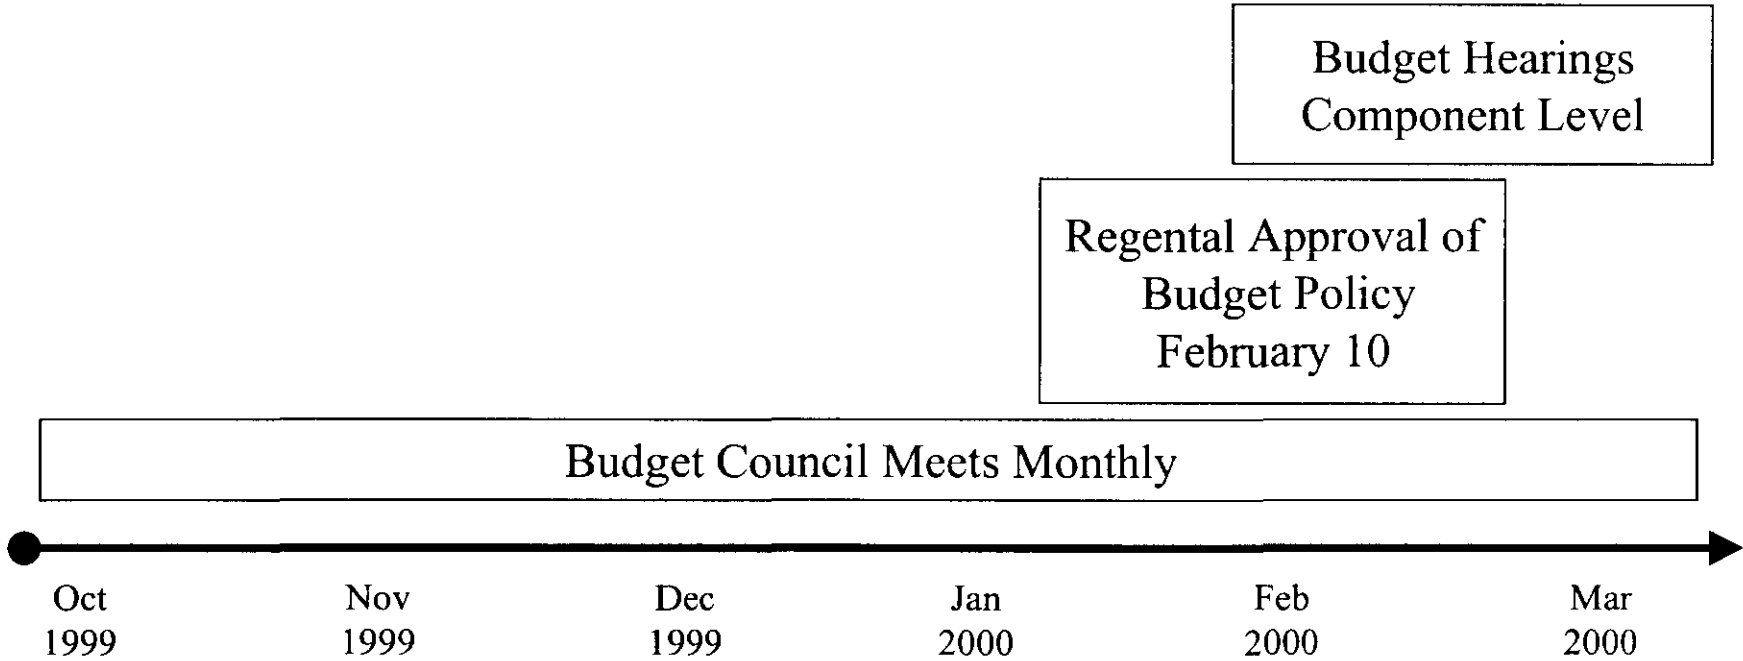 Budget Hearings
Component Level
Regental Approval of
Budget Policy
February 10
Budget Council Meets Monthly
Oct
1999
Nov
1999
Dec
1999
Jan
2000
Feb
2000
Mar
2000